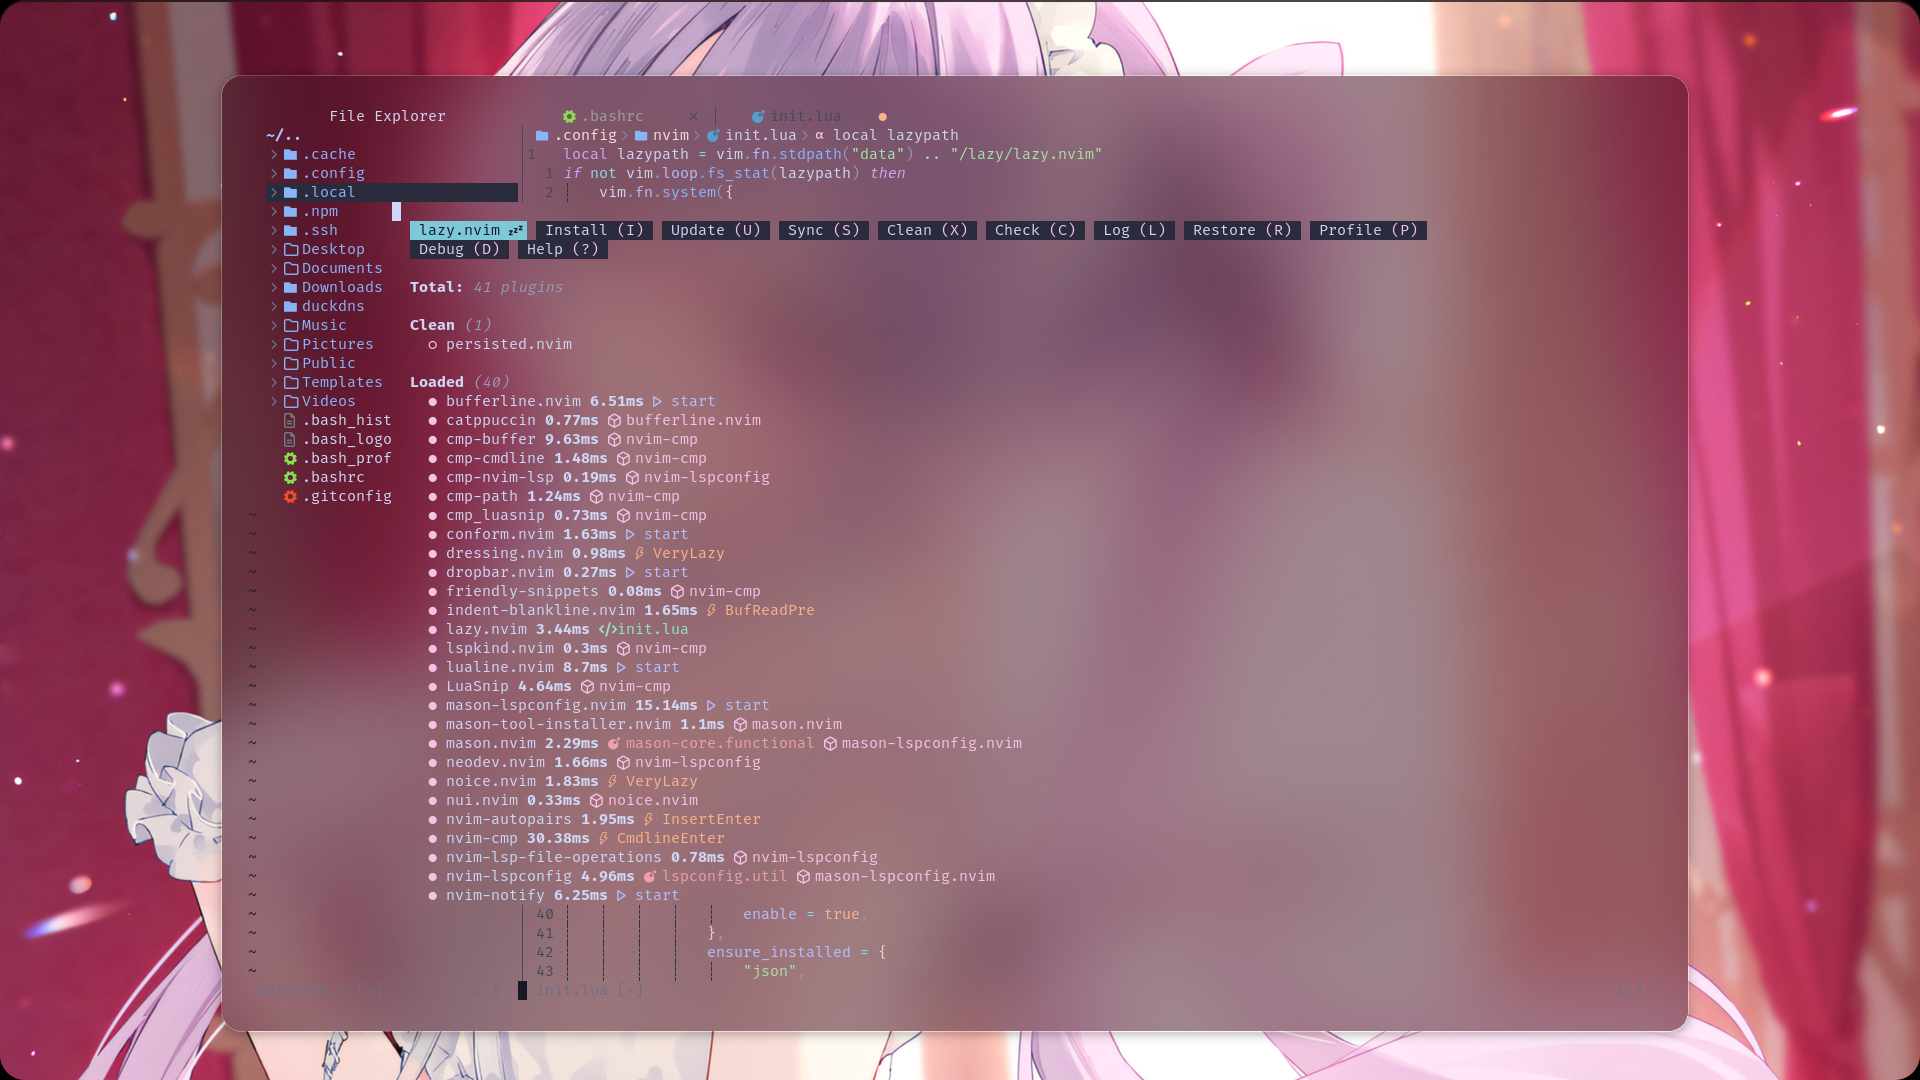 File Explorer .bashrc × init.lua ●
~/.. .config > nvim > init.lua > α local lazypath
> .cache 1 local lazypath = vim.fn.stdpath("data") .. "/lazy/lazy.nvim"
> .config 1 if not vim.loop.fs_stat(lazypath) then
> .local 2 vim.fn.system({
> .npm
> .ssh lazy.nvim zzz Install (I) Update (U) Sync (S) Clean (X) Check (C) Log (L) Restore (R) Profile (P)
> Desktop Debug (D) Help (?)
> Documents
> Downloads Total: 41 plugins
> duckdns
> Music Clean (1)
> Pictures ○ persisted.nvim
> Public
> Templates Loaded (40)
> Videos ● bufferline.nvim 6.51ms ▷ start
.bash_hist ● catppuccin 0.77ms bufferline.nvim
.bash_logo ● cmp-buffer 9.63ms nvim-cmp
.bash_prof ● cmp-cmdline 1.48ms nvim-cmp
.bashrc ● cmp-nvim-lsp 0.19ms nvim-lspconfig
.gitconfig ● cmp-path 1.24ms nvim-cmp
~ ● cmp_luasnip 0.73ms nvim-cmp
~ ● conform.nvim 1.63ms ▷ start
~ ● dressing.nvim 0.98ms VeryLazy
~ ● dropbar.nvim 0.27ms ▷ start
~ ● friendly-snippets 0.08ms nvim-cmp
~ ● indent-blankline.nvim 1.65ms BufReadPre
~ ● lazy.nvim 3.44ms </>init.lua
~ ● lspkind.nvim 0.3ms nvim-cmp
~ ● lualine.nvim 8.7ms ▷ start
~ ● LuaSnip 4.64ms nvim-cmp
~ ● mason-lspconfig.nvim 15.14ms ▷ start
~ ● mason-tool-installer.nvim 1.1ms mason.nvim
~ ● mason.nvim 2.29ms mason-core.functional mason-lspconfig.nvim
~ ● neodev.nvim 1.66ms nvim-lspconfig
~ ● noice.nvim 1.83ms VeryLazy
~ ● nui.nvim 0.33ms noice.nvim
~ ● nvim-autopairs 1.95ms InsertEnter
~ ● nvim-cmp 30.38ms CmdlineEnter
~ ● nvim-lsp-file-operations 0.78ms nvim-lspconfig
~ ● nvim-lspconfig 4.96ms lspconfig.util mason-lspconfig.nvim
~ ● nvim-notify 6.25ms ▷ start
~ 40 enable = true,
~ 41 },
~ 42 ensure_installed = {
~ 43 "json",
init.lua [+]